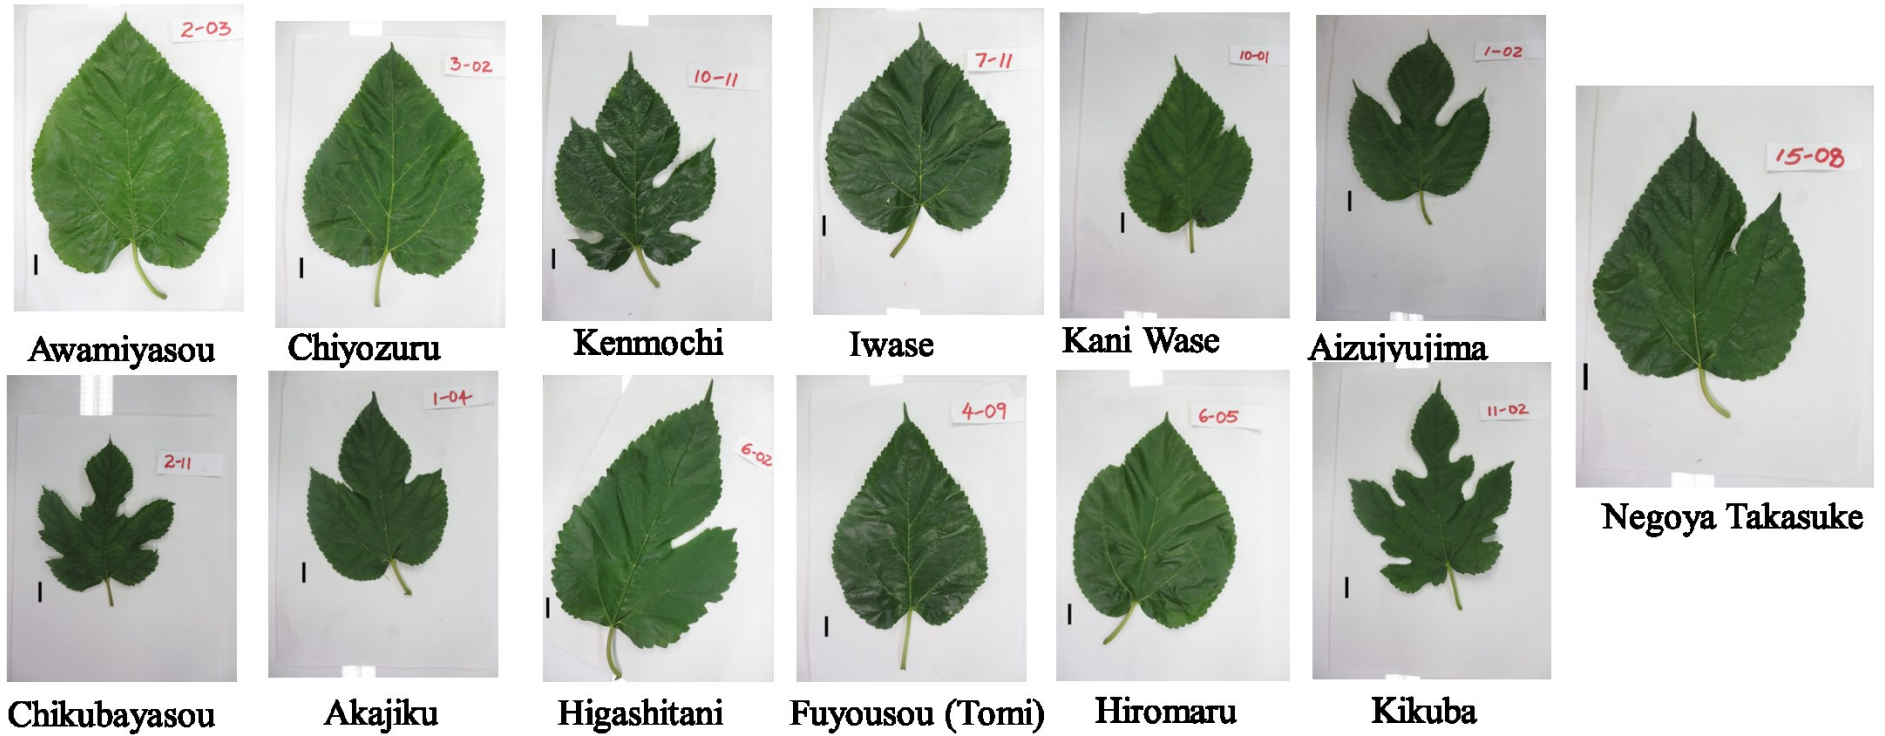 2-03
3-02
10-11
7-11
10-01
1-02
15-08
Awamiyasou
Chiyozuru
Kenmochi
Iwase
Kani Wase
Aizujyujima
2-11
1-04
6-02
4-09
6-05
11-02
Negoya Takasuke
Chikubayasou
Akajiku
Higashitani
Fuyousou (Tomi)
Hiromaru
Kikuba